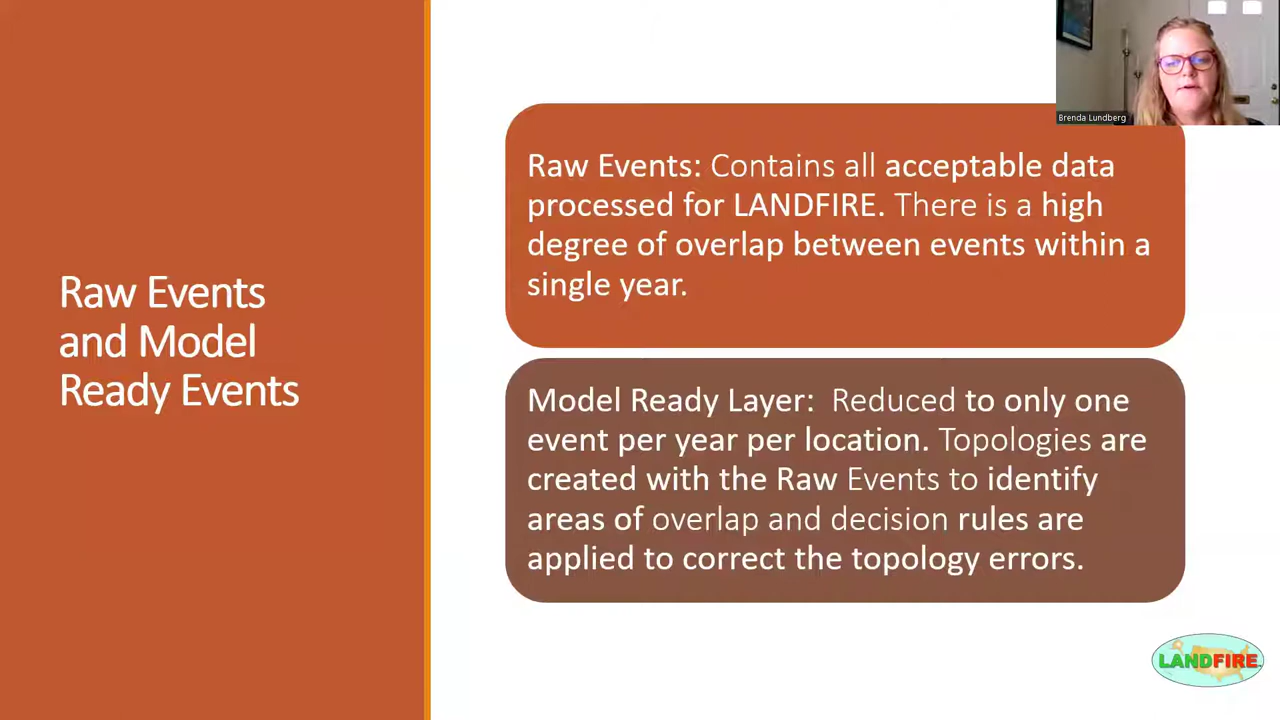 Raw Events
and Model
Ready Events
Brenda Lundberg
Raw Events: Contains all acceptable data
processed for LANDFIRE. There is a high
degree of overlap between events within a
single year.
Model Ready Layer:  Reduced to only one
event per year per location. Topologies are
created with the Raw Events to identify
areas of overlap and decision rules are
applied to correct the topology errors.
LANDFIRE